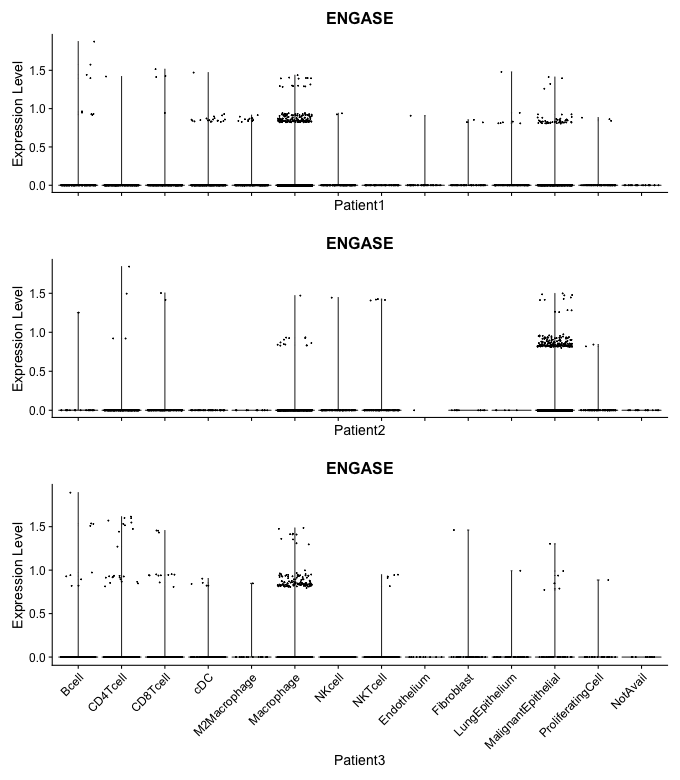 ENGASE
Expression Level
1.5
1.0
0.5
0.0
Patient1
ENGASE
Expression Level
1.5
1.0
0.5
0.0
Patient2
ENGASE
Expression Level
1.5
1.0
0.5
0.0
Bcell
CD4Tcell
CD8Tcell
cDC
M2Macrophage
Macrophage
NKcell
NKTcell
Endothelium
Fibroblast
LungEpithelium
MalignantEpithelial
ProliferatingCell
NotAvail
Patient3